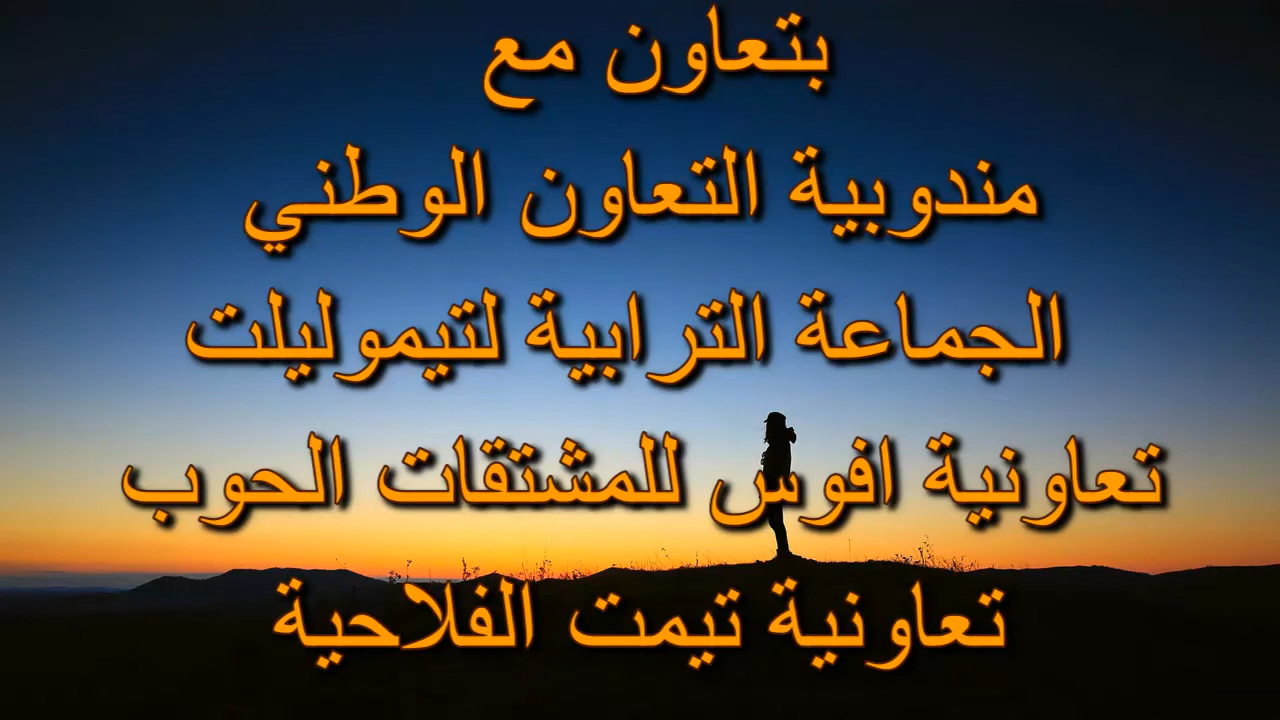 بتعاون مع
مندوبية التعاون الوطني
الجماعة الترابية لتيموليلت
تعاونية افوس للمشتقات الحوب
تعاونية تيمت الفلاحية